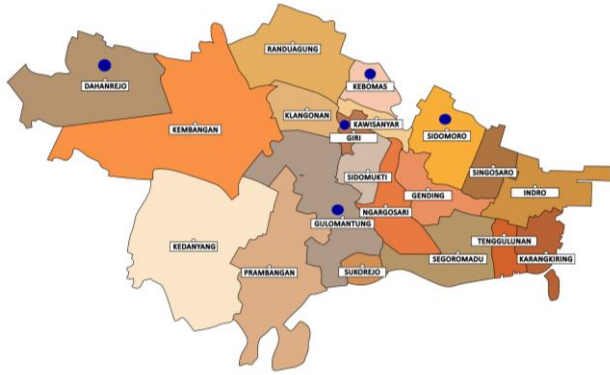 RANDUAGUNG
DAHANREJO
KEBOMAS
KLANGONAN
KAWISANYAR
KEMBANGAN
GIRI
SIDOMORO
SIDOMUKTI
SINGOSARO
GENDING
INDRO
NGARGOSARI
GULOMANTUNG
KEDANYANG
TENGGULUNAN
SEGOROMADU
KARANGKIRING
PRAMBANGAN
SUKOREJO